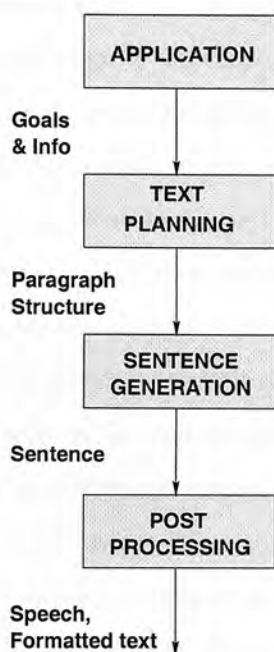 APPLICATION
Goals
& Info
TEXT
PLANNING
Paragraph
Structure
SENTENCE
GENERATION
Sentence
POST
PROCESSING
Speech,
Formatted text